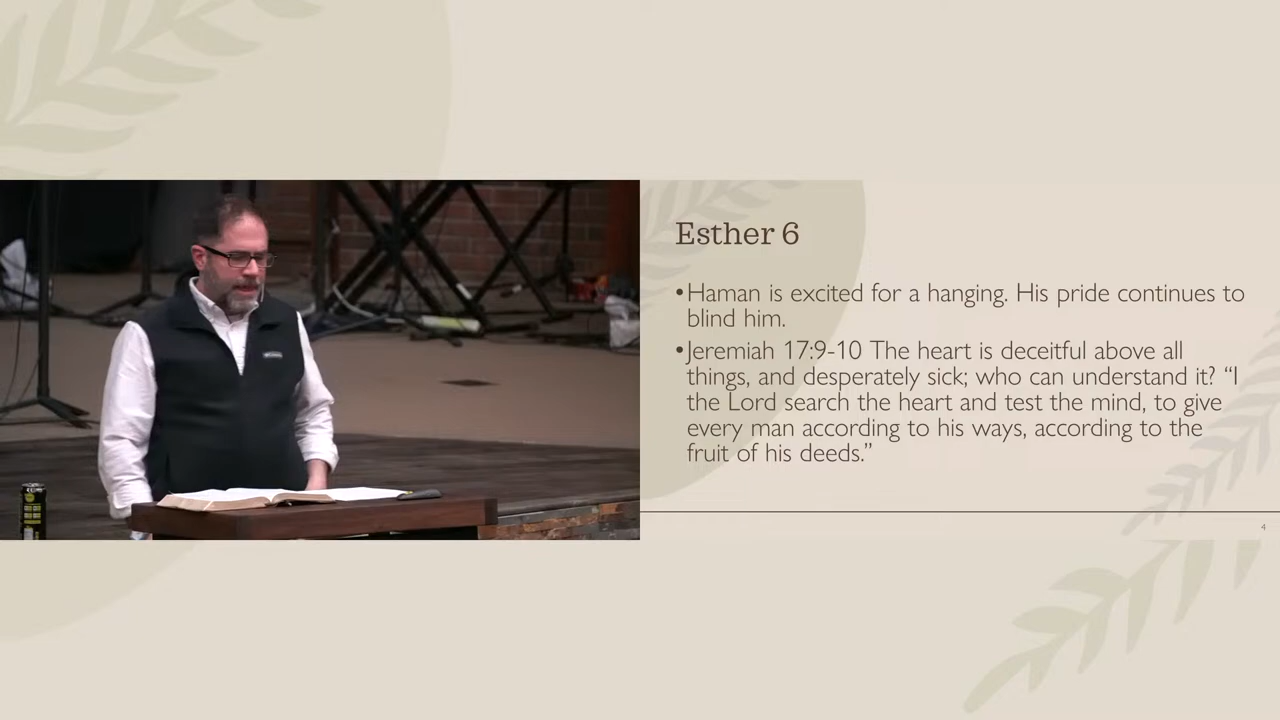 Esther 6
•Haman is excited for a hanging. His pride continues to
blind him.
•Jeremiah 17:9-10 The heart is deceitful above all
things, and desperately sick; who can understand it? “I
the Lord search the heart and test the mind, to give
every man according to his ways, according to the
fruit of his deeds.”
4